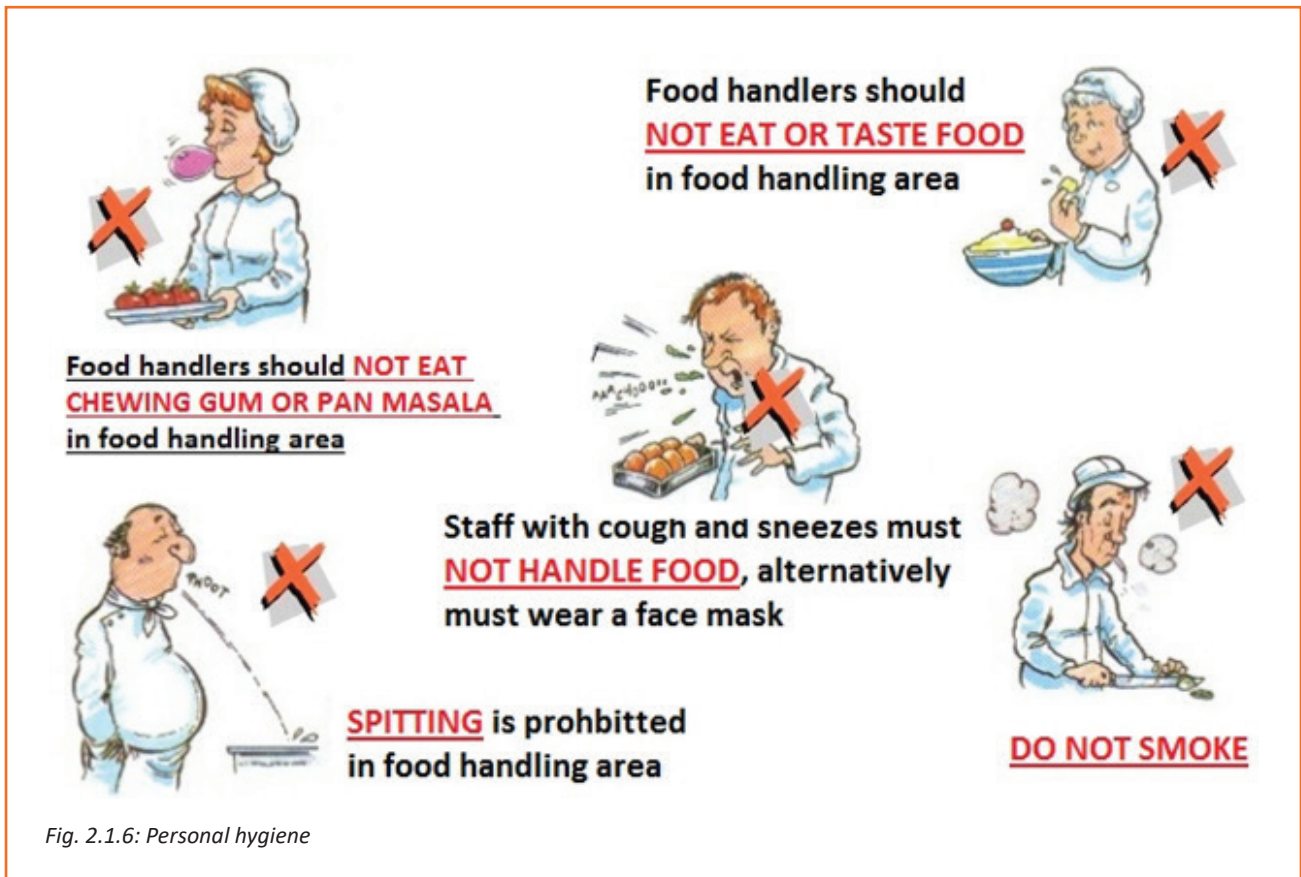 Food handlers should
NOT EAT OR TASTE FOOD
in food handling area
Food handlers should NOT EAT
CHEWING GUM OR PAN MASALA
in food handling area
Staff with cough and sneezes must
NOT HANDLE FOOD, alternatively
must wear a face mask
PHOOT
SPITTING is prohbitted
in food handling area
DO NOT SMOKE
Fig. 2.1.6: Personal hygiene